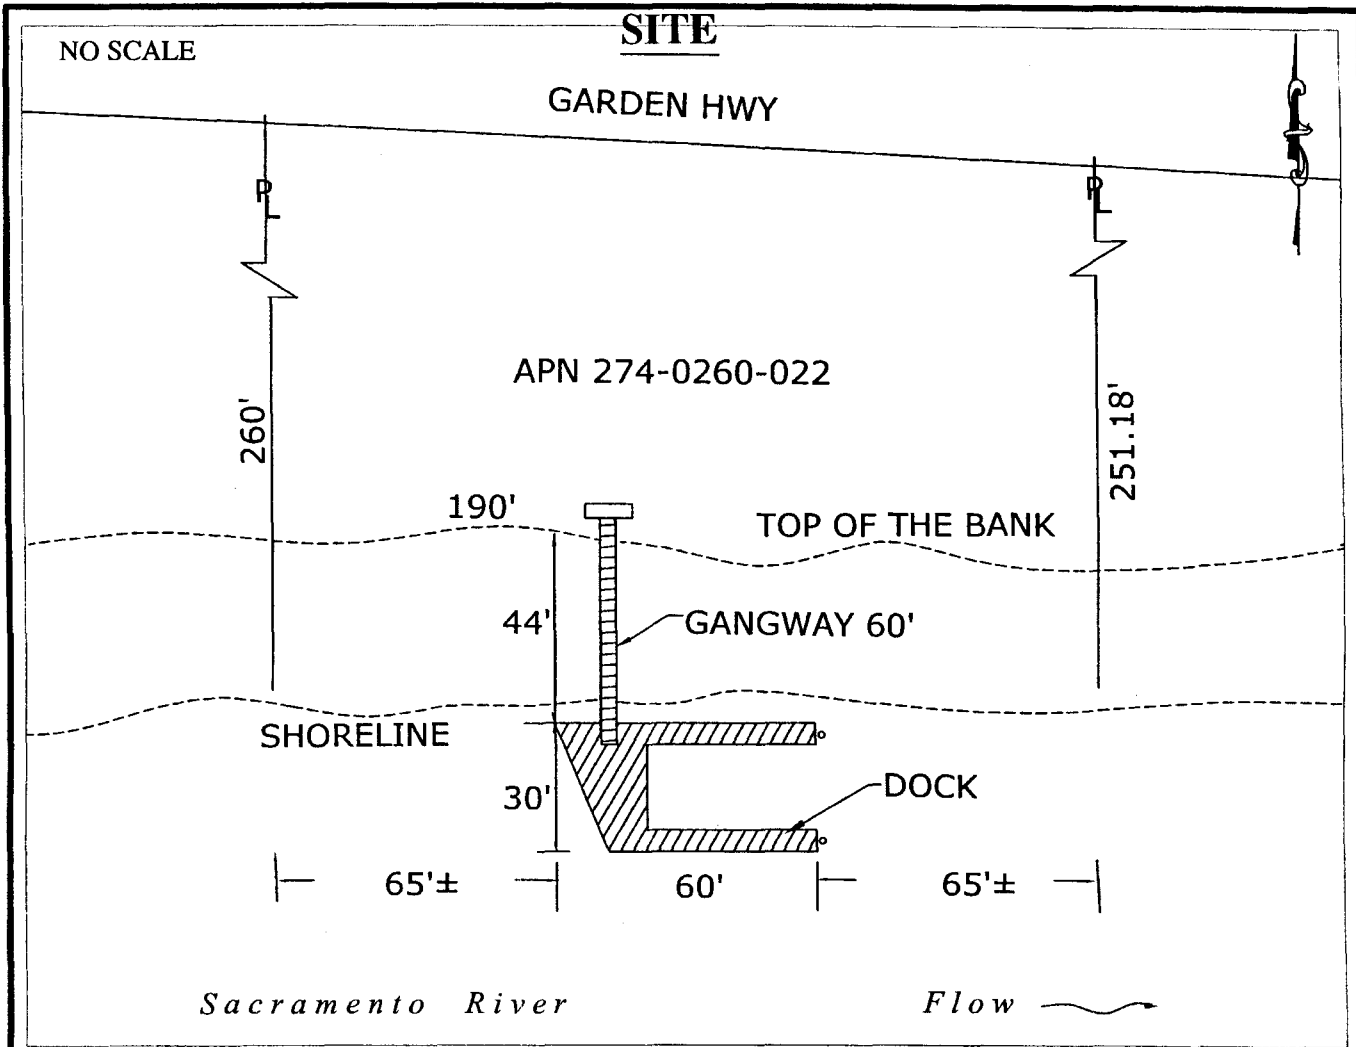 SITE
NO SCALE
GARDEN HWY
PL
PL
APN 274-0260-022
260'
251.18'
190'
TOP OF THE BANK
44'
GANGWAY 60'
SHORELINE
30'
DOCK
65'±
60'
65'±
Sacramento River
Flow